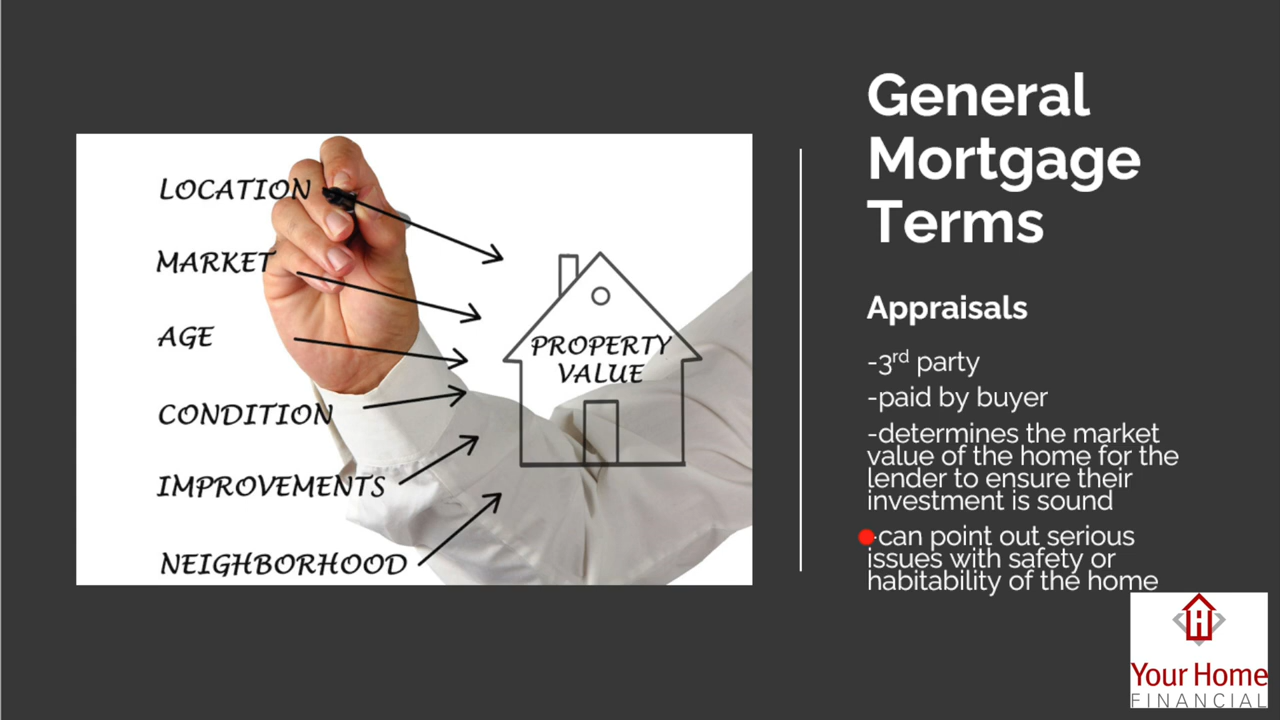 LOCATION
MARKET
AGE
CONDITION
IMPROVEMENTS
NEIGHBORHOOD
PROPERTY
VALUE
General
Mortgage
Terms
Appraisals
-3rd party
-paid by buyer
-determines the market
value of the home for the
lender to ensure their
investment is sound
-can point out serious
issues with safety or
habitability of the home
H
Your Home
FINANCIAL